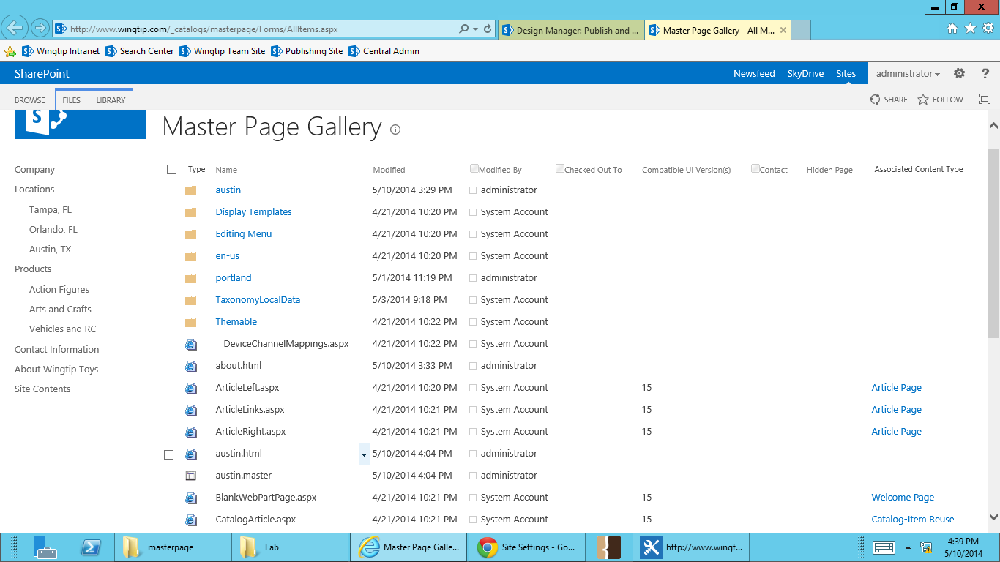 http://www.wingtip.com/_catalogs/masterpage/Forms/AllItems.aspx
Design Manager: Publish and ...
Master Page Gallery - All M...
Wingtip Intranet
Search Center
Wingtip Team Site
Publishing Site
Central Admin
SharePoint
Newsfeed
SkyDrive
Sites
administrator
?
BROWSE
FILES
LIBRARY
SHARE
FOLLOW
S
Master Page Gallery
Company
Locations
Tampa, FL
Orlando, FL
Austin, TX
Products
Action Figures
Arts and Crafts
Vehicles and RC
Contact Information
About Wingtip Toys
Site Contents
Type Name Modified Modified By Checked Out To Compatible UI Version(s) Contact Hidden Page Associated Content Type
austin 5/10/2014 3:29 PM administrator
Display Templates 4/21/2014 10:20 PM System Account
Editing Menu 4/21/2014 10:20 PM System Account
en-us 4/21/2014 10:20 PM System Account
portland 5/1/2014 11:19 PM administrator
TaxonomyLocalData 5/3/2014 9:18 PM System Account
Themable 4/21/2014 10:22 PM System Account
__DeviceChannelMappings.aspx 4/21/2014 10:22 PM System Account
about.html 5/10/2014 3:33 PM administrator
ArticleLeft.aspx 4/21/2014 10:20 PM System Account 15 Article Page
ArticleLinks.aspx 4/21/2014 10:21 PM System Account 15 Article Page
ArticleRight.aspx 4/21/2014 10:21 PM System Account 15 Article Page
austin.html 5/10/2014 4:04 PM administrator
austin.master 5/10/2014 4:04 PM administrator
BlankWebPartPage.aspx 4/21/2014 10:21 PM System Account 15 Welcome Page
CatalogArticle.aspx 4/21/2014 10:21 PM System Account 15 Catalog-Item Reuse
masterpage
Lab
Master Page Galle...
Site Settings - Go...
http://www.wingt...
4:39 PM
5/10/2014